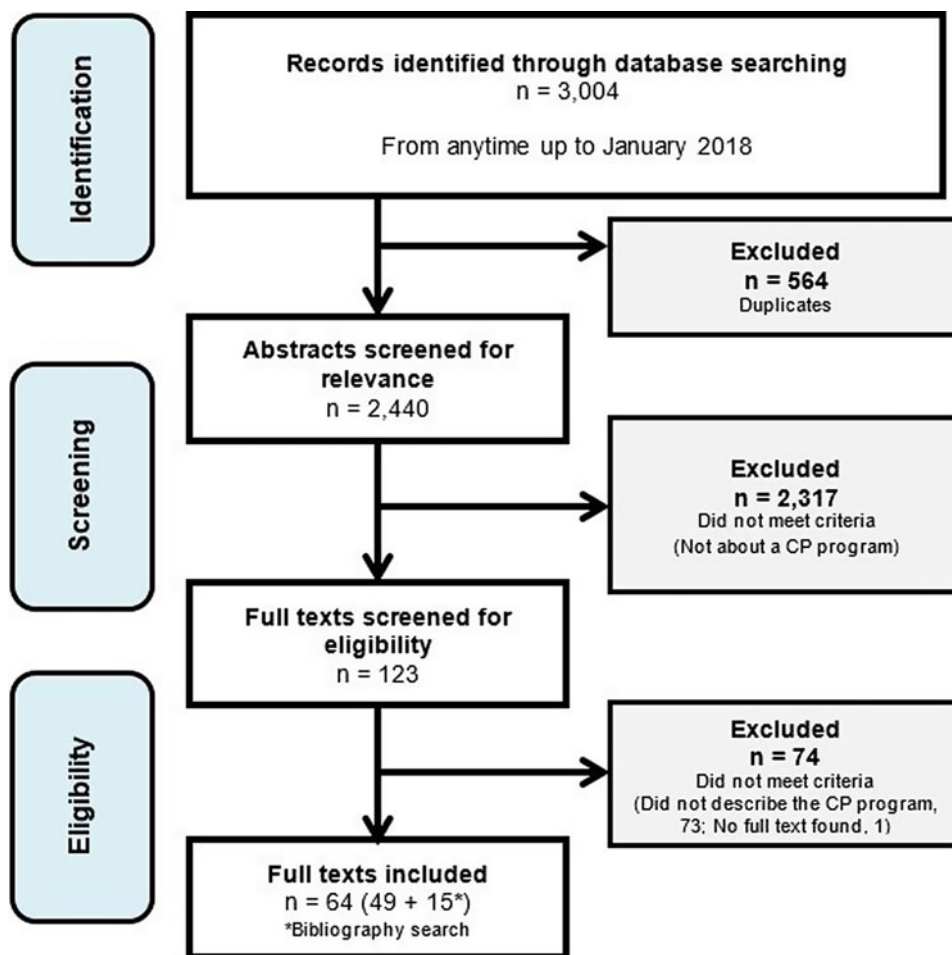 Identification
Records identified through database searching
n = 3,004
From anytime up to January 2018
Excluded
n = 564
Duplicates
Screening
Abstracts screened for
relevance
n = 2,440
Excluded
n = 2,317
Did not meet criteria
(Not about a CP program)
Full texts screened for
eligibility
n = 123
Eligibility
Excluded
n = 74
Did not meet criteria
(Did not describe the CP program,
73; No full text found, 1)
Full texts included
n = 64 (49 + 15*)
*Bibliography search